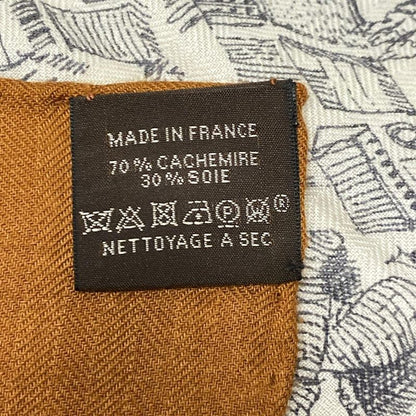 MADE IN FRANCE
70 % CACHEMIRE
30 % SOIE
P ®
NETTOYAGE A SEC